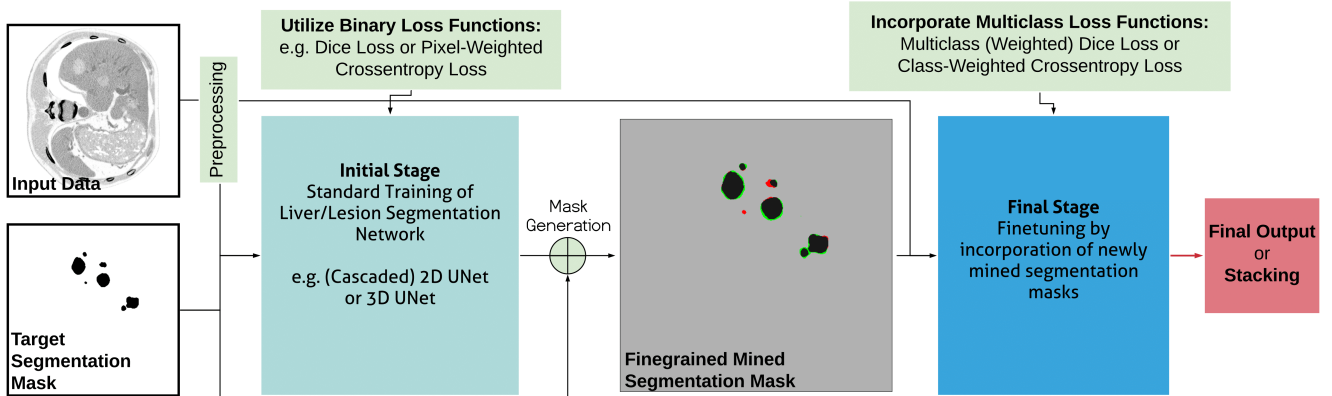 Utilize Binary Loss Functions:
e.g. Dice Loss or Pixel-Weighted
Crossentropy Loss
Incorporate Multiclass Loss Functions:
Multiclass (Weighted) Dice Loss or
Class-Weighted Crossentropy Loss
Input Data
Preprocessing
Target
Segmentation
Mask
Initial Stage
Standard Training of
Liver/Lesion Segmentation
Network
e.g. (Cascaded) 2D UNet
or 3D UNet
Mask
Generation
Finegrained Mined
Segmentation Mask
Final Stage
Finetuning by
incorporation of newly
mined segmentation
masks
Final Output
or
Stacking